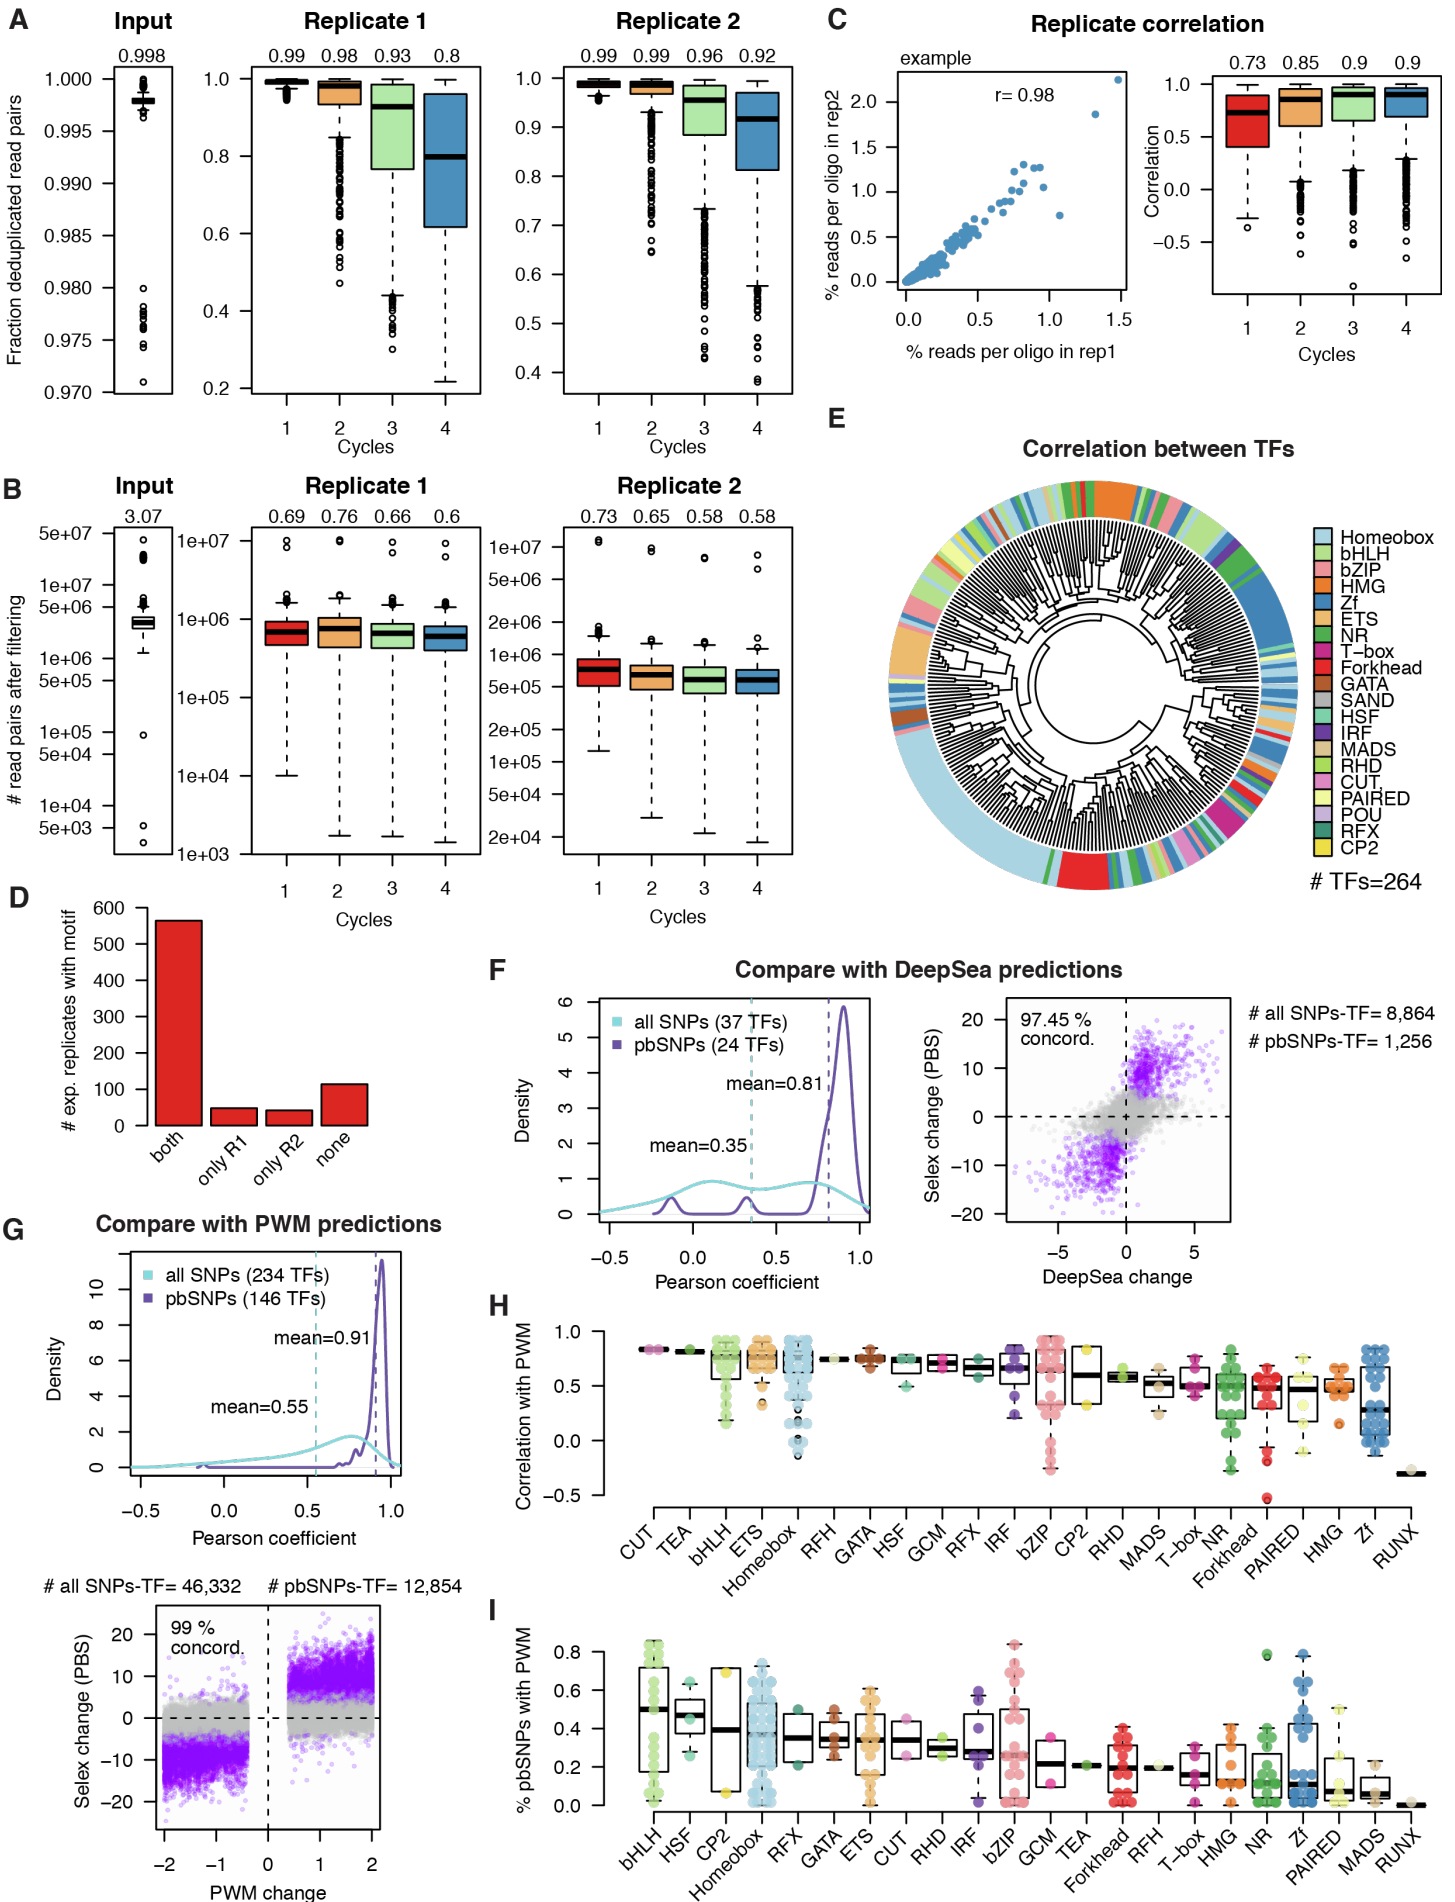 A
Input
Replicate 1
Replicate 2
0.998
0.99 0.98 0.93 0.8
0.99 0.99 0.96 0.92
Fraction deduplicated read pairs
1.000
0.995
0.990
0.985
0.980
0.975
0.970
1.0
0.8
0.6
0.4
0.2
1 2 3 4
Cycles
1.0
0.9
0.8
0.7
0.6
0.5
0.4
1 2 3 4
Cycles
B
Input
Replicate 1
Replicate 2
3.07
0.69 0.76 0.66 0.6
0.73 0.65 0.58 0.58
# read pairs after filtering
5e+07
1e+07
5e+06
1e+06
5e+05
1e+05
5e+04
1e+04
5e+03
1e+07
1e+06
1e+05
1e+04
1e+03
1e+07
5e+06
2e+06
1e+06
5e+05
2e+05
1e+05
5e+04
2e+04
1 2 3 4
1 2 3 4
Cycles
C
Replicate correlation
example
r= 0.98
% reads per oligo in rep2
2.0
1.5
1.0
0.5
0.0
0.0 0.5 1.0 1.5
% reads per oligo in rep1
0.73 0.85 0.9 0.9
Correlation
1.0
0.5
0.0
−0.5
1 2 3 4
Cycles
D
# exp. replicates with motif
600
500
400
300
200
100
0
both
only R1
only R2
none
E
Correlation between TFs
Homeobox
bHLH
bZIP
HMG
Zf
ETS
NR
T−box
Forkhead
GATA
SAND
HSF
IRF
MADS
RHD
CUT
PAIRED
POU
RFX
CP2
# TFs=264
F
Compare with DeepSea predictions
all SNPs (37 TFs)
pbSNPs (24 TFs)
mean=0.81
mean=0.35
Density
6
5
4
3
2
1
0
−0.5 0.0 0.5 1.0
Pearson coefficient
97.45 %
concord.
Selex change (PBS)
20
10
0
−10
−20
−5 0 5
DeepSea change
# all SNPs-TF= 8,864
# pbSNPs-TF= 1,256
G
Compare with PWM predictions
all SNPs (234 TFs)
pbSNPs (146 TFs)
mean=0.91
mean=0.55
Density
10
8
6
4
2
0
−0.5 0.0 0.5 1.0
Pearson coefficient
# all SNPs-TF= 46,332 # pbSNPs-TF= 12,854
99 %
concord.
Selex change (PBS)
20
10
0
−10
−20
−2 −1 0 1 2
PWM change
H
Correlation with PWM
1.0
0.5
0.0
−0.5
CUT
TEA
bHLH
ETS
Homeobox
RFH
GATA
HSF
GCM
RFX
IRF
bZIP
CP2
RHD
MADS
T−box
NR
Forkhead
PAIRED
HMG
Zf
RUNX
I
% pbSNPs with PWM
0.8
0.6
0.4
0.2
0.0
bHLH
HSF
CP2
Homeobox
RFX
GATA
ETS
CUT
RHD
IRF
bZIP
GCM
TEA
Forkhead
RFH
T−box
HMG
NR
Zf
PAIRED
MADS
RUNX